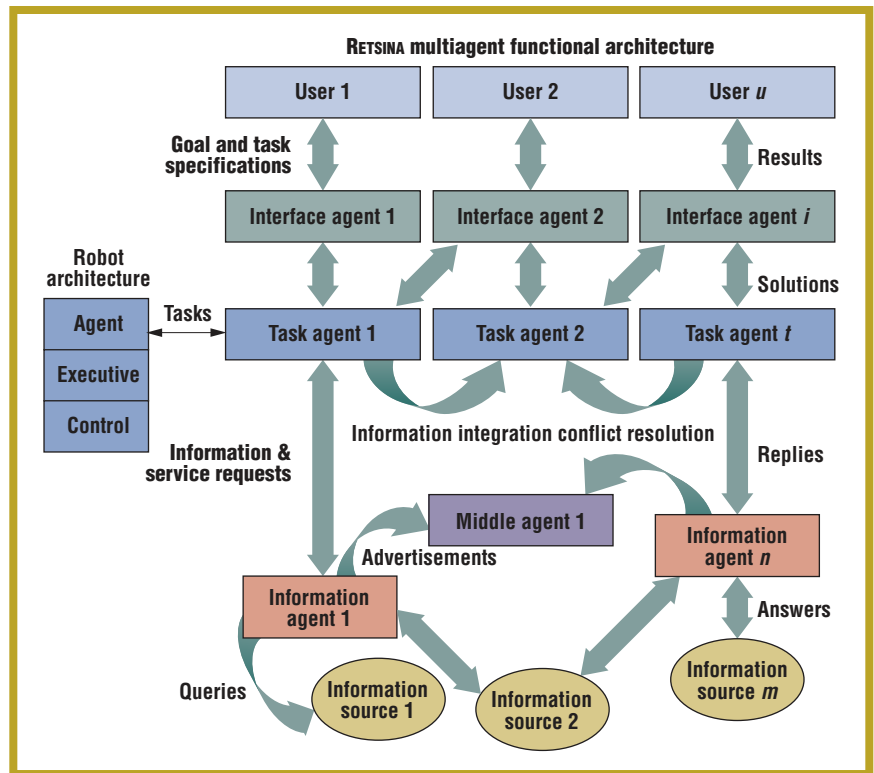 RETSINA multiagent functional architecture
User 1
User 2
User u
Goal and task
specifications
Results
Interface agent 1
Interface agent 2
Interface agent i
Robot
architecture
Solutions
Agent
Tasks
Task agent 1
Task agent 2
Task agent t
Executive
Control
Information integration conflict resolution
Information &
service requests
Replies
Middle agent 1
Information
agent n
Advertisements
Information
agent 1
Answers
Queries
Information
source 1
Information
source 2
Information
source m